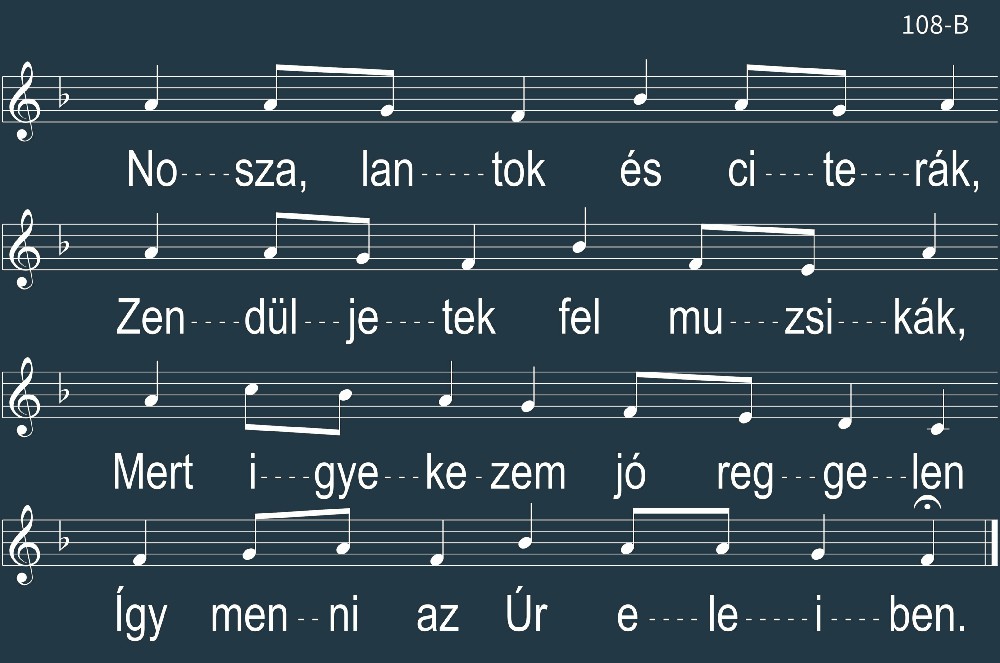 108-B
No----sza, lan-----tok és ci----te----rák,
Zen----dül---je----tek fel mu----zsi----kák,
Mert i----gye---ke-zem jó reg---ge---len
Így men--ni az Úr e----le-----i----ben.